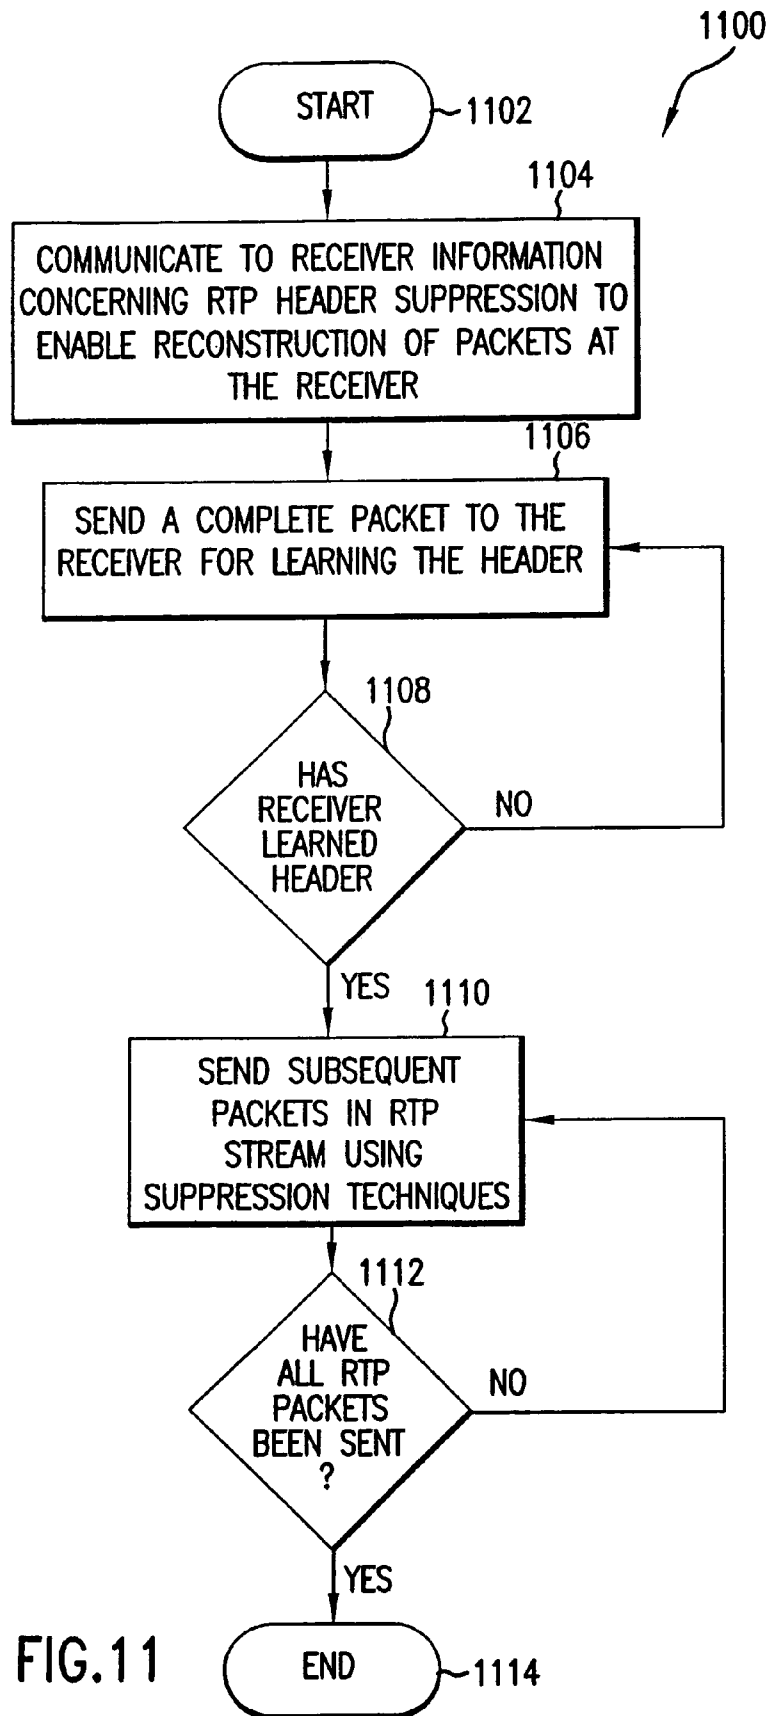 1100
START
1102
1104
COMMUNICATE TO RECEIVER INFORMATION
CONCERNING RTP HEADER SUPPRESSION TO
ENABLE RECONSTRUCTION OF PACKETS AT
THE RECEIVER
1106
SEND A COMPLETE PACKET TO THE
RECEIVER FOR LEARNING THE HEADER
1108
HAS
RECEIVER
LEARNED
HEADER
NO
YES
1110
SEND SUBSEQUENT
PACKETS IN RTP
STREAM USING
SUPPRESSION TECHNIQUES
1112
HAVE
ALL RTP
PACKETS
BEEN SENT
?
NO
YES
FIG.11
END
1114